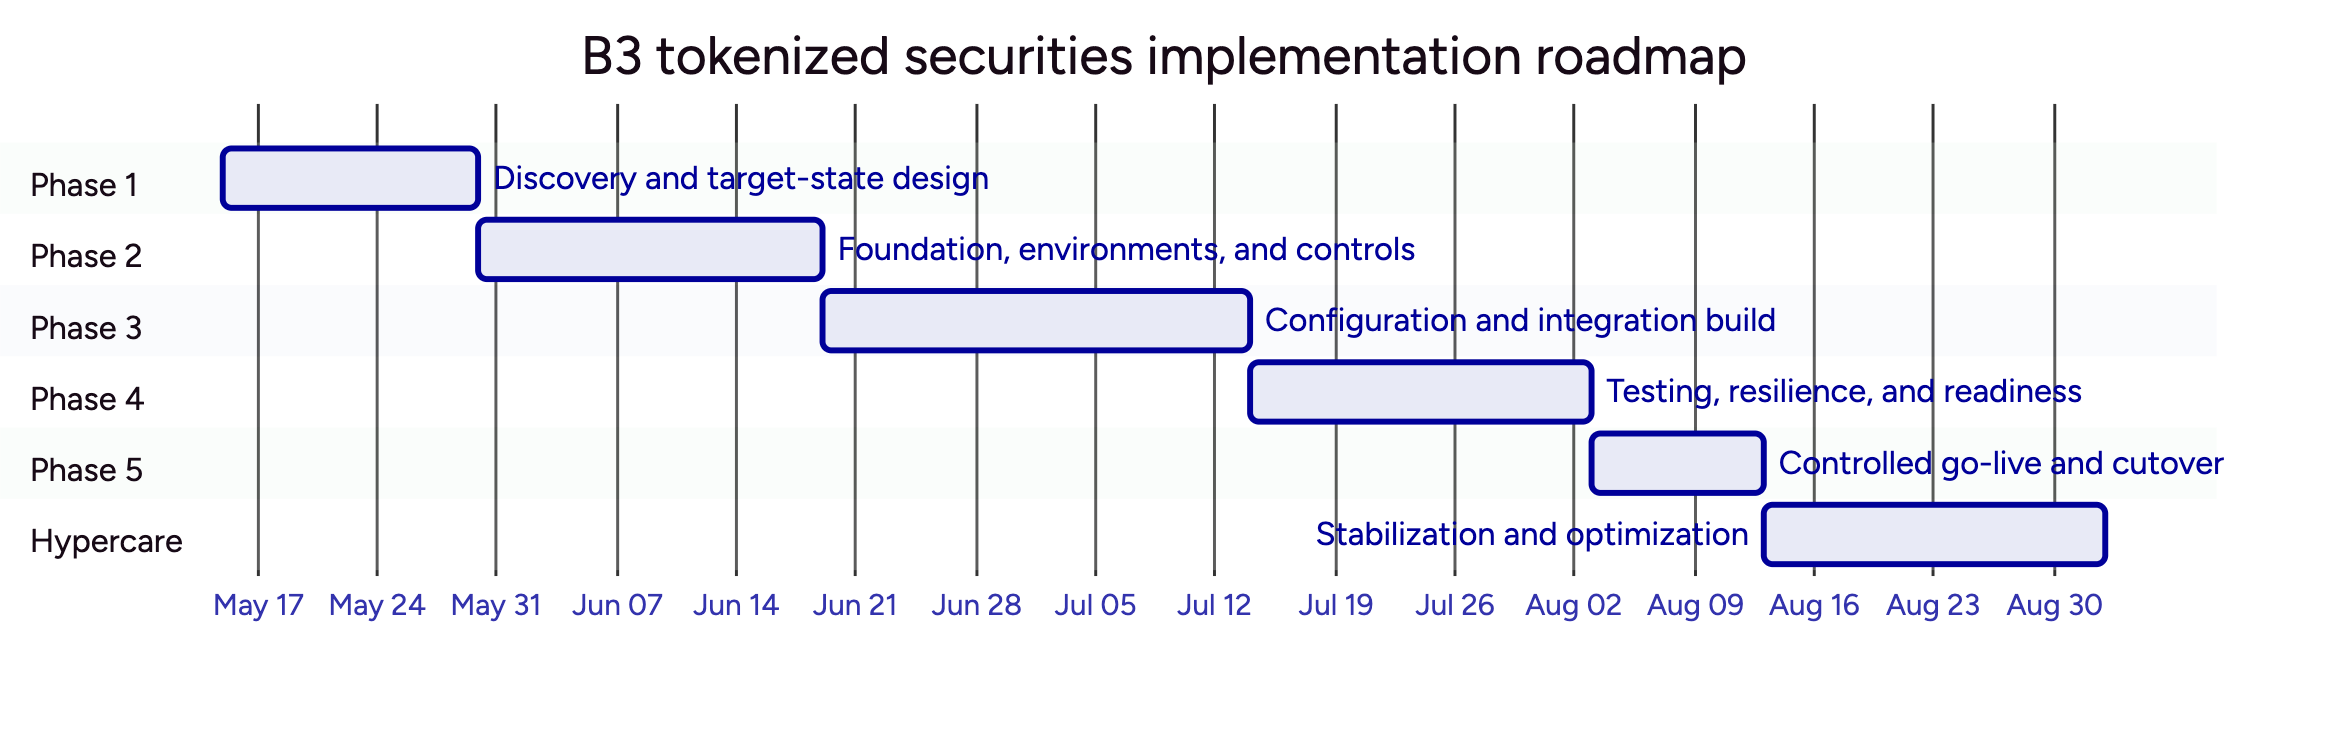 B3 tokenized securities implementation roadmap
Phase 1
Discovery and target-state design
Phase 2
Foundation, environments, and controls
Phase 3
Configuration and integration build
Phase 4
Testing, resilience, and readiness
Phase 5
Controlled go-live and cutover
Hypercare
Stabilization and optimization
May 17 May 24 May 31 Jun 07 Jun 14 Jun 21 Jun 28 Jul 05 Jul 12 Jul 19 Jul 26 Aug 02 Aug 09 Aug 16 Aug 23 Aug 30